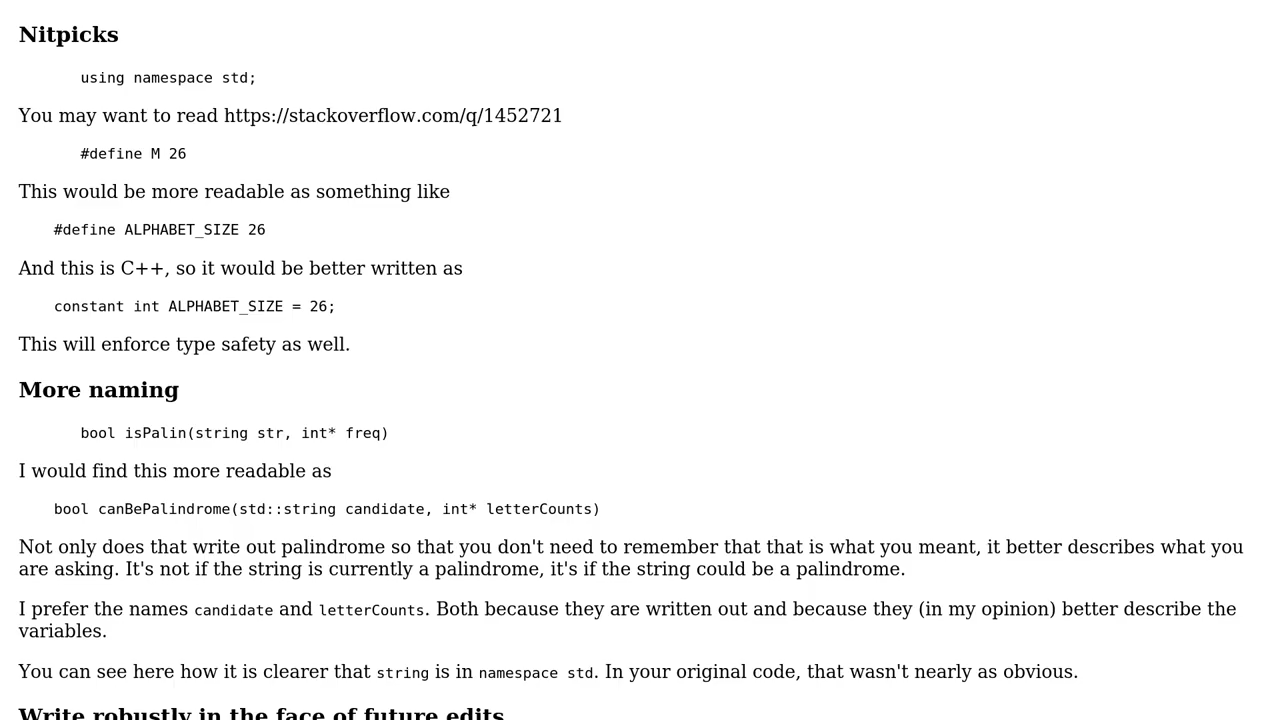 Nitpicks
using namespace std;
You may want to read https://stackoverflow.com/q/1452721
#define M 26
This would be more readable as something like
#define ALPHABET_SIZE 26
And this is C++, so it would be better written as
constant int ALPHABET_SIZE = 26;
This will enforce type safety as well.
More naming
bool isPalin(string str, int* freq)
I would find this more readable as
bool canBePalindrome(std::string candidate, int* letterCounts)
Not only does that write out palindrome so that you don't need to remember that that is what you meant, it better describes what you
are asking. It's not if the string is currently a palindrome, it's if the string could be a palindrome.
I prefer the names candidate and letterCounts. Both because they are written out and because they (in my opinion) better describe the
variables.
You can see here how it is clearer that string is in namespace std. In your original code, that wasn't nearly as obvious.
Write robustly in the face of future edits